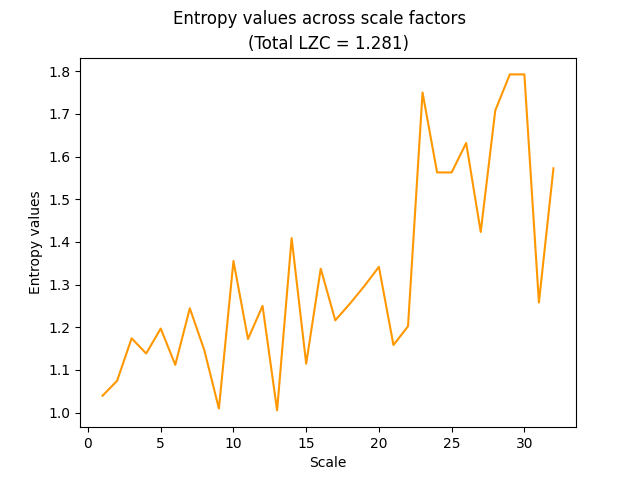 Entropy values across scale factors
(Total LZC = 1.281)
1.8
1.7
1.6
1.5
1.4
1.3
1.2
1.1
1.0
Entropy values
0 5 10 15 20 25 30
Scale